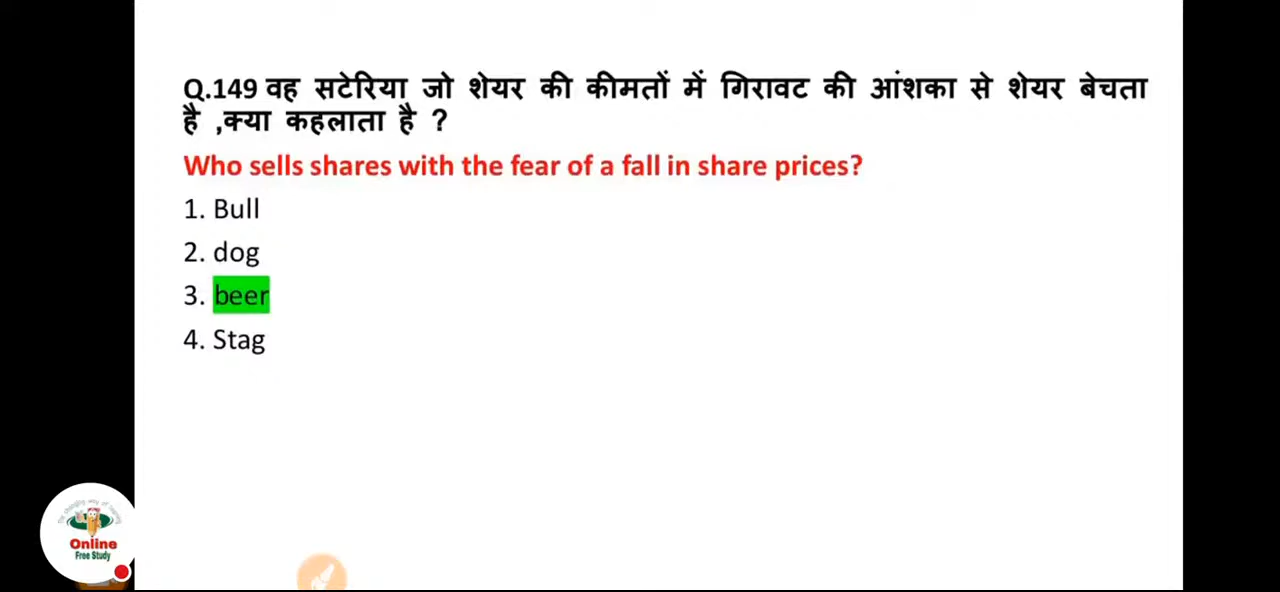 Q.149 वह सटेरिया जो शेयर की कीमतों में गिरावट की आंशका से शेयर बेचता
है ,क्या कहलाता है ?
Who sells shares with the fear of a fall in share prices?
1. Bull
2. dog
3. beer
4. Stag
Online
Free Study